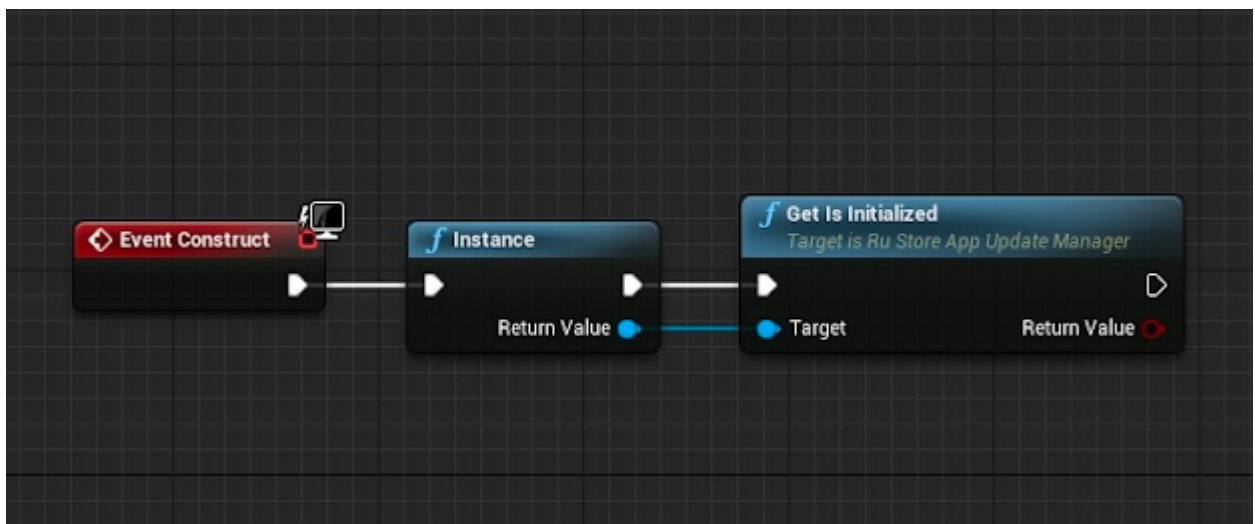 Event Construct
Instance
Return Value
Get Is Initialized
Target is Ru Store App Update Manager
Target
Return Value